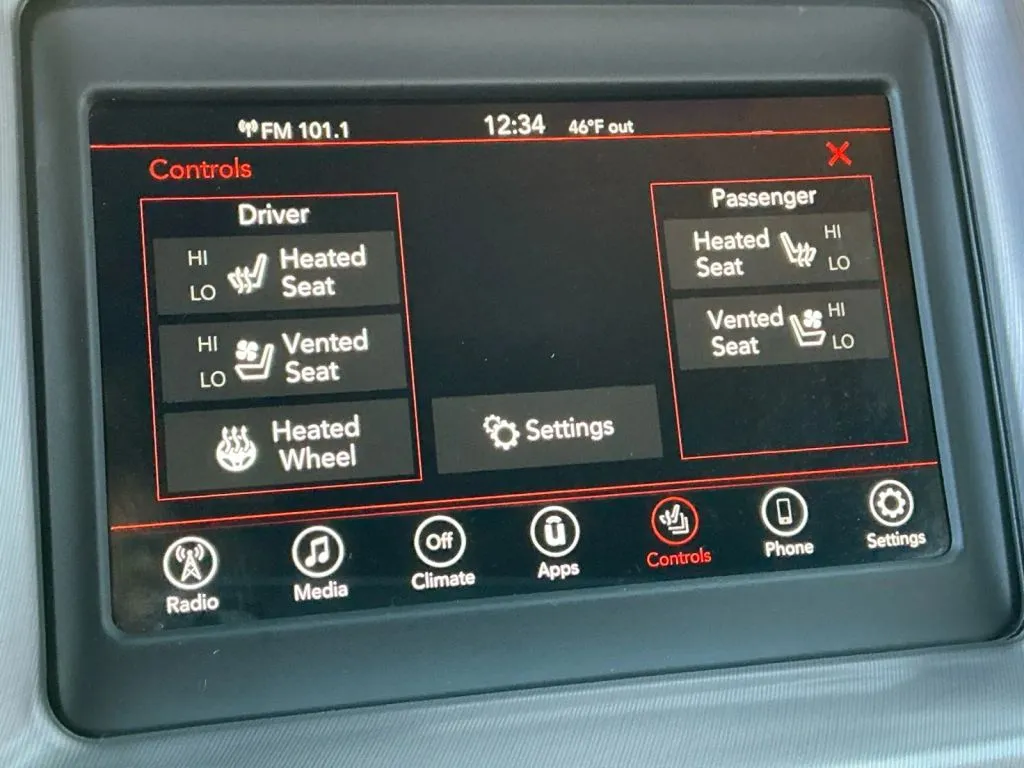 FM 101.1 12:34 46°F out
Controls
Driver
HI
LO
Heated
Seat
HI
LO
Vented
Seat
Heated
Wheel
Settings
Passenger
Heated
Seat
HI
LO
Vented
Seat
HI
LO
Radio
Media
Off
Climate
Apps
Controls
Phone
Settings